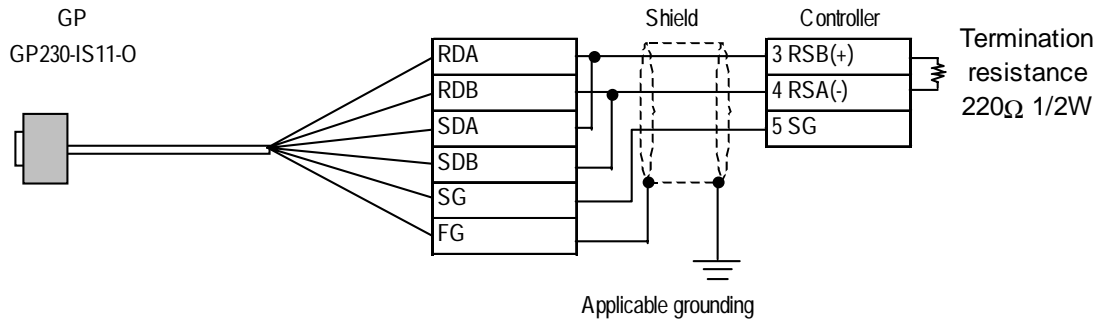 GP
GP230-IS11-O
RDA
RDB
SDA
SDB
SG
FG
Shield
Controller
3 RSB(+)
4 RSA(-)
5 SG
Termination
resistance
220Ω 1/2W
Applicable grounding